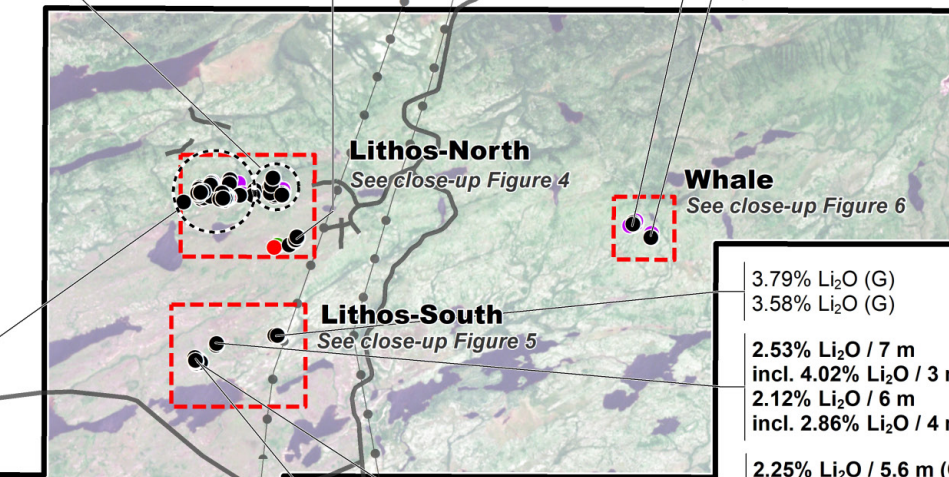 Lithos-North
See close-up Figure 4
Whale
See close-up Figure 6
Lithos-South
See close-up Figure 5
3.79% Li₂O (G)
3.58% Li₂O (G)
2.53% Li₂O / 7 m
incl. 4.02% Li₂O / 3
2.12% Li₂O / 6 m
incl. 2.86% Li₂O / 4
2.25% Li₂O / 5.6 m